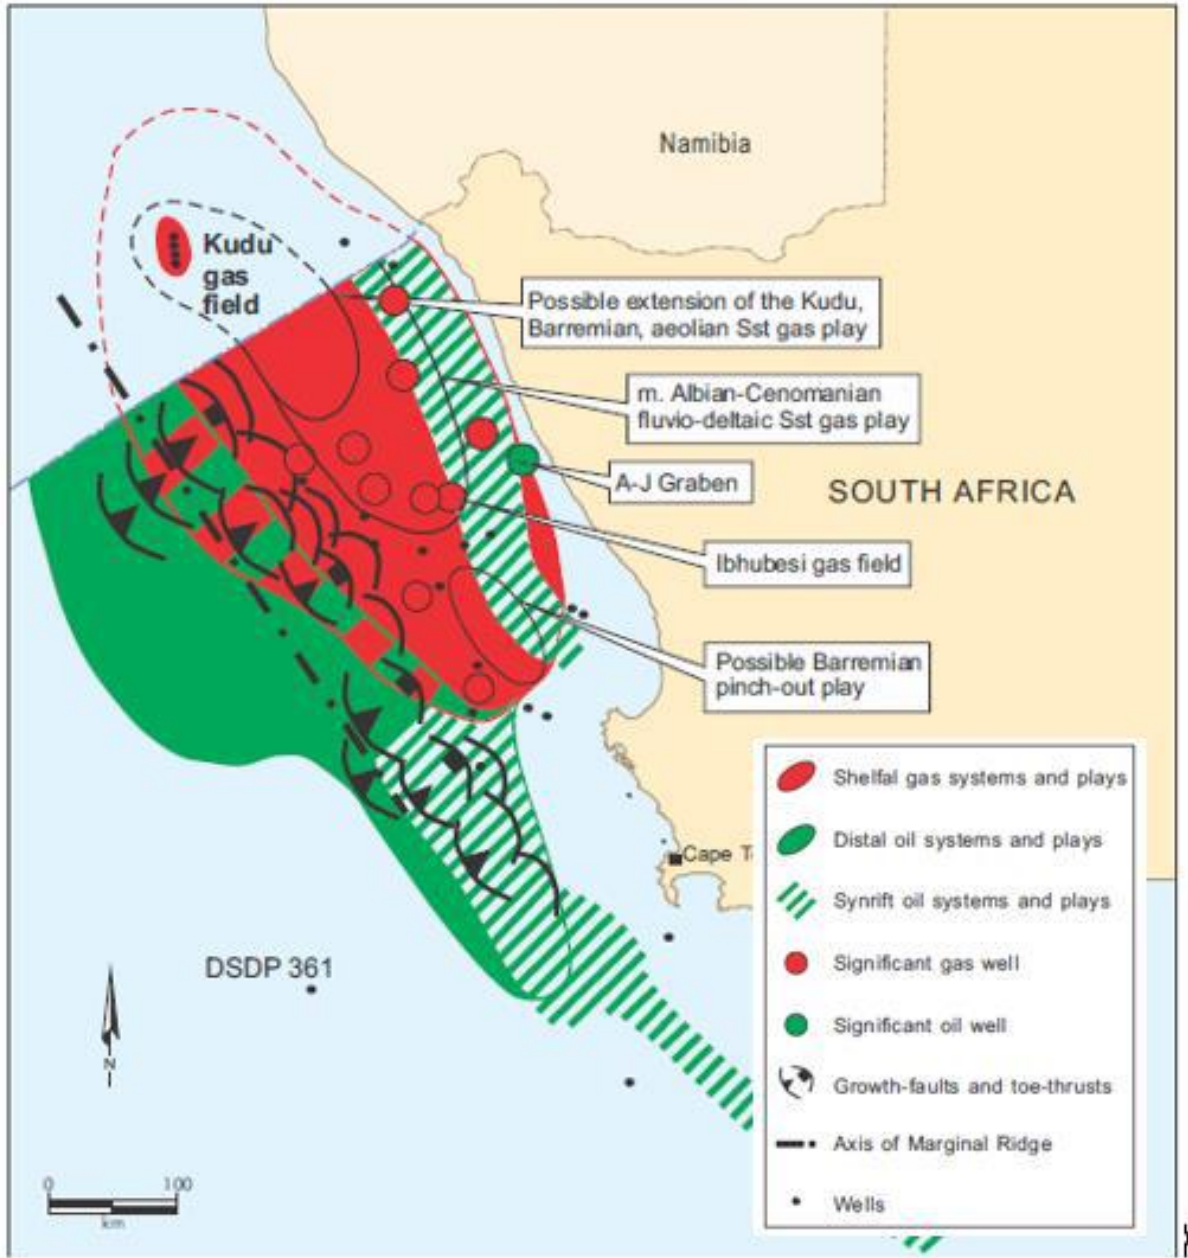 Namibia
Kudu
gas
field
Possible extension of the Kudu,
Barremian, aeolian Sst gas play
m. Albian-Cenomanian
fluvio-deltaic Sst gas play
A-J Graben
SOUTH AFRICA
Ibhubesi gas field
Possible Barremian
pinch-out play
Shelfal gas systems and plays
Distal oil systems and plays
Cape T
Synrift oil systems and plays
DSDP 361
Significant gas well
Significant oil well
N
Growth-faults and toe-thrusts
Axis of Marginal Ridge
0 100
km
Wells